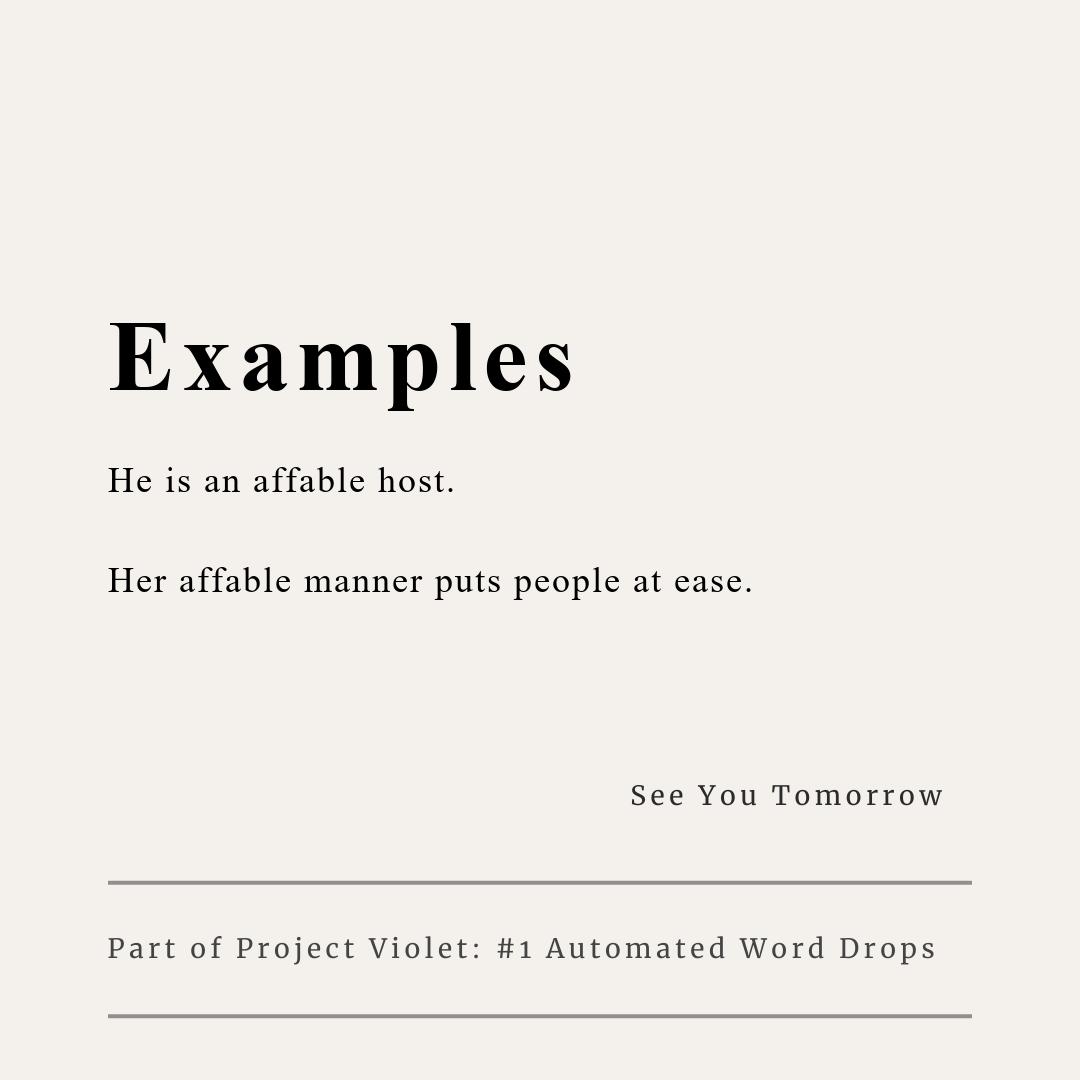 Examples
He is an affable host.
Her affable manner puts people at ease.
See You Tomorrow
Part of Project Violet: #1 Automated Word Drops